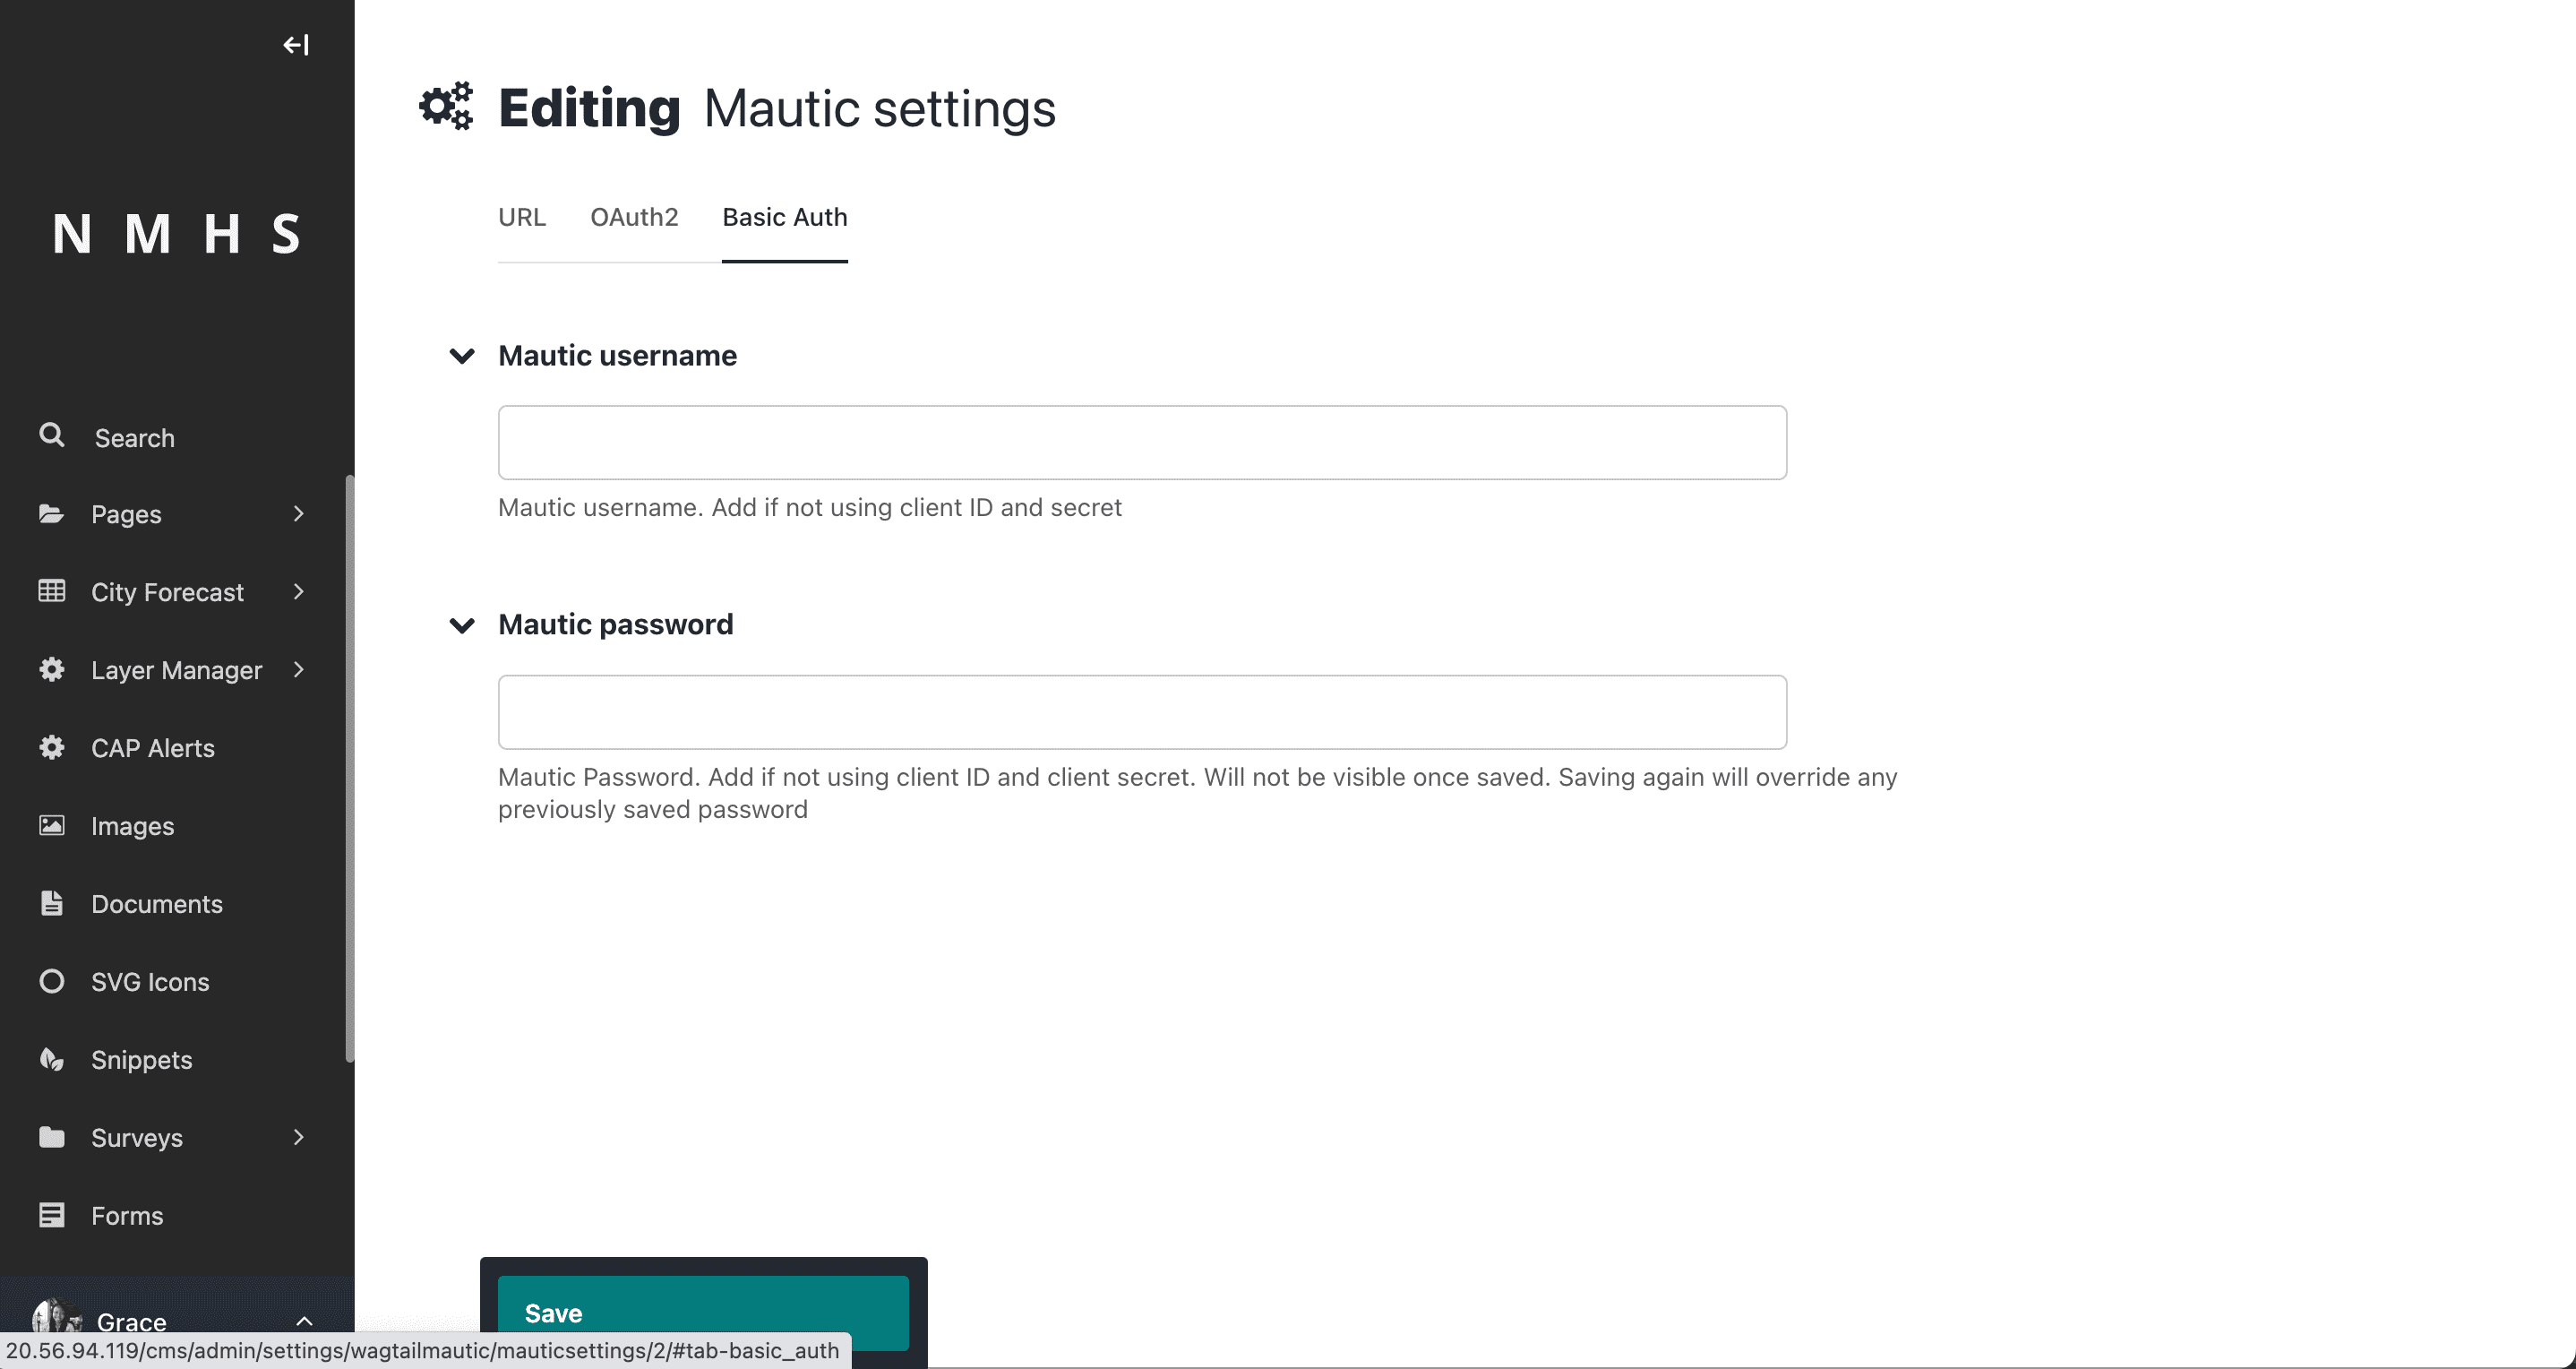 N M H S
Search
Pages
City Forecast
Layer Manager
CAP Alerts
Images
Documents
SVG Icons
Snippets
Surveys
Forms
Grace
Editing Mautic settings
URL OAuth2 Basic Auth
Mautic username
Mautic username. Add if not using client ID and secret
Mautic password
Mautic Password. Add if not using client ID and client secret. Will not be visible once saved. Saving again will override any
previously saved password
Save
20.56.94.119/cms/admin/settings/wagtailmautic/mauticsettings/2/#tab-basic_auth